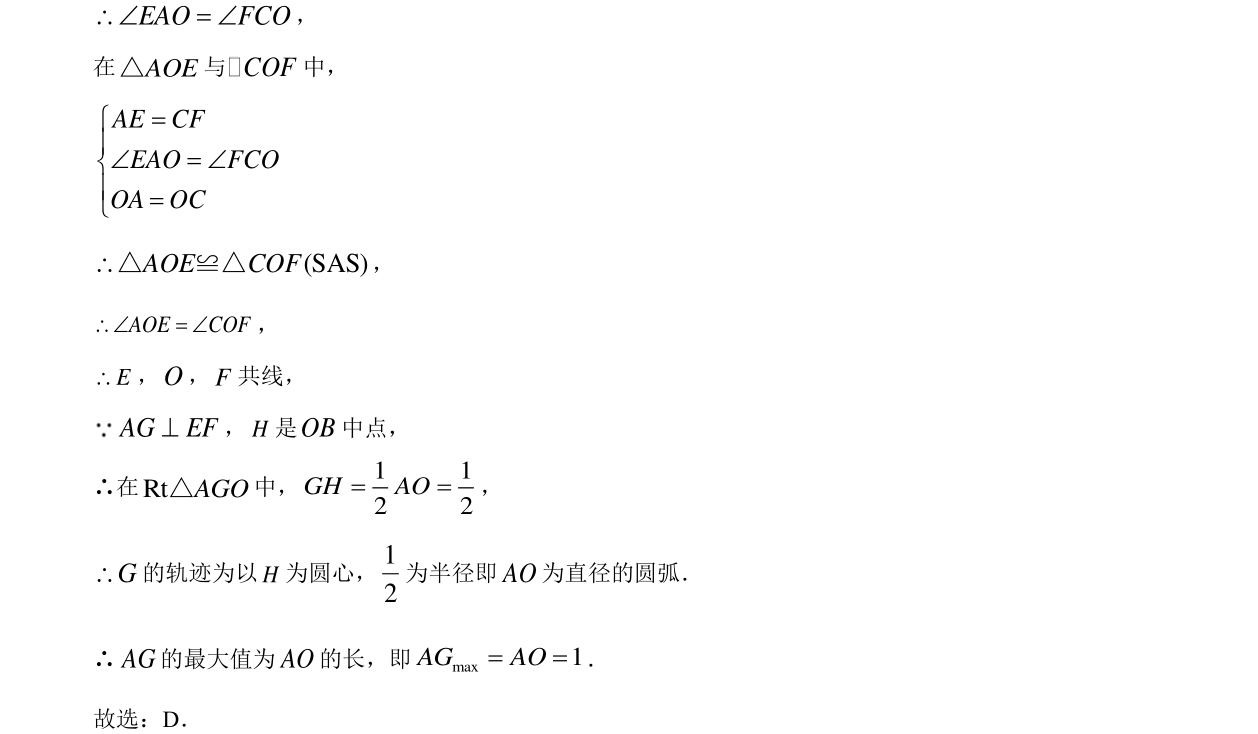 ∴∠EAO = ∠FCO，
在△AOE与□COF中，
AE = CF
∠EAO = ∠FCO
OA = OC
∴△AOE≌△COF(SAS)，
∴∠AOE = ∠COF，
∴E，O，F共线，
∵AG⊥EF，H是OB中点，
∴在Rt△AGO中，GH = 1/2 AO = 1/2，
∴G的轨迹为以H为圆心，1/2为半径即AO为直径的圆弧．
∴AG的最大值为AO的长，即AGmax = AO = 1．
故选：D．